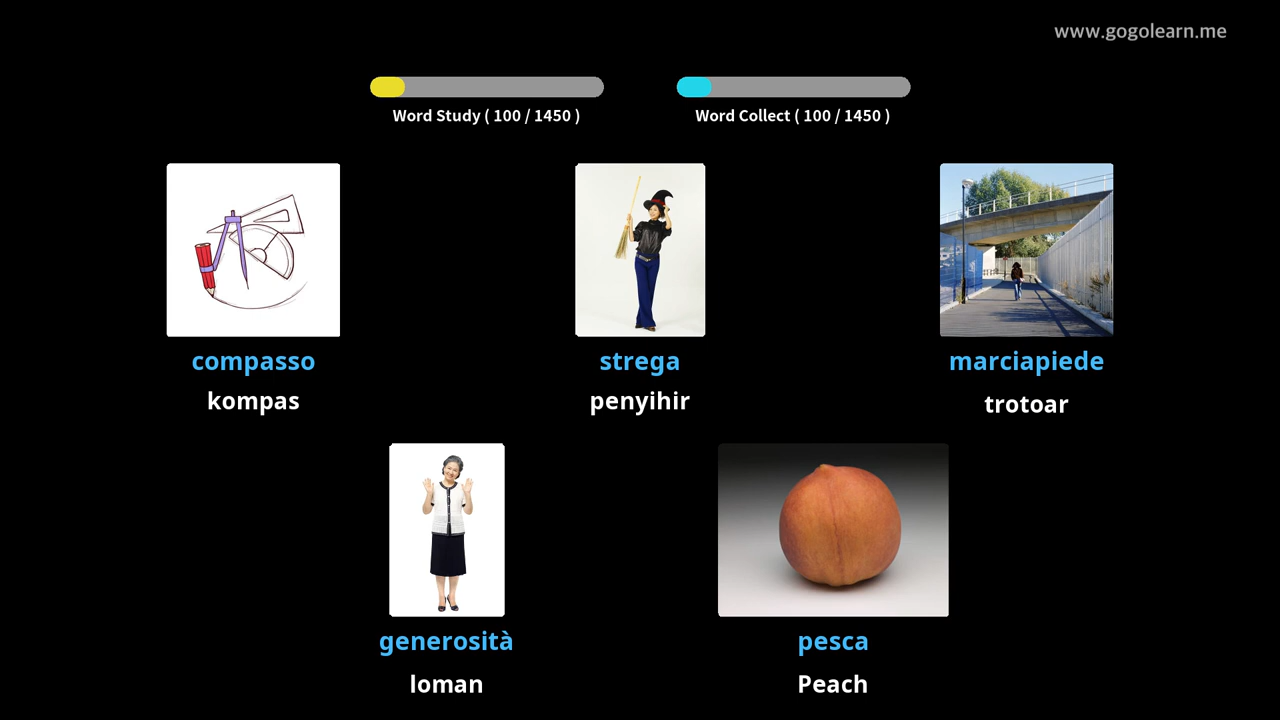 www.gogolearn.me
Word Study ( 100 / 1450 )
Word Collect ( 100 / 1450 )
compasso
kompas
strega
penyihir
marciapiede
trotoar
generosità
loman
pesca
Peach